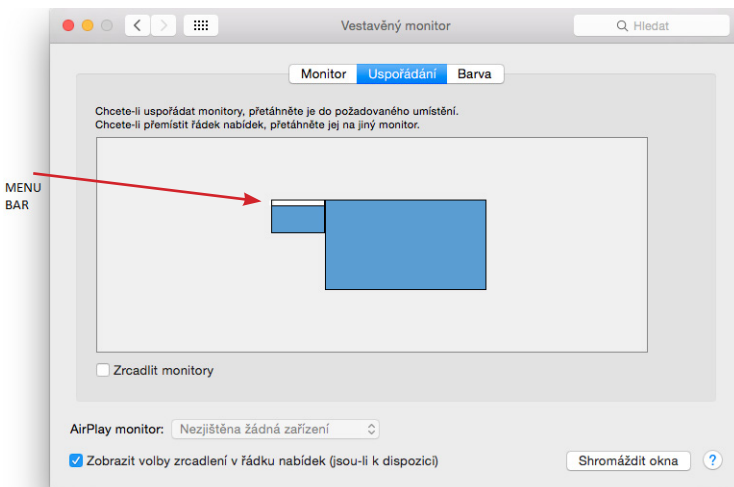 Vestavěný monitor
Hledat
Monitor Uspořádání Barva
Chcete-li uspořádat monitory, přetáhněte je do požadovaného umístění.
Chcete-li přemístit řádek nabídek, přetáhněte jej na jiný monitor.
MENU
BAR
Zrcadlit monitory
AirPlay monitor: Nezjištěna žádná zařízení
Zobrazit volby zrcadlení v řádku nabídek (jsou-li k dispozici)
Shromáždit okna ?